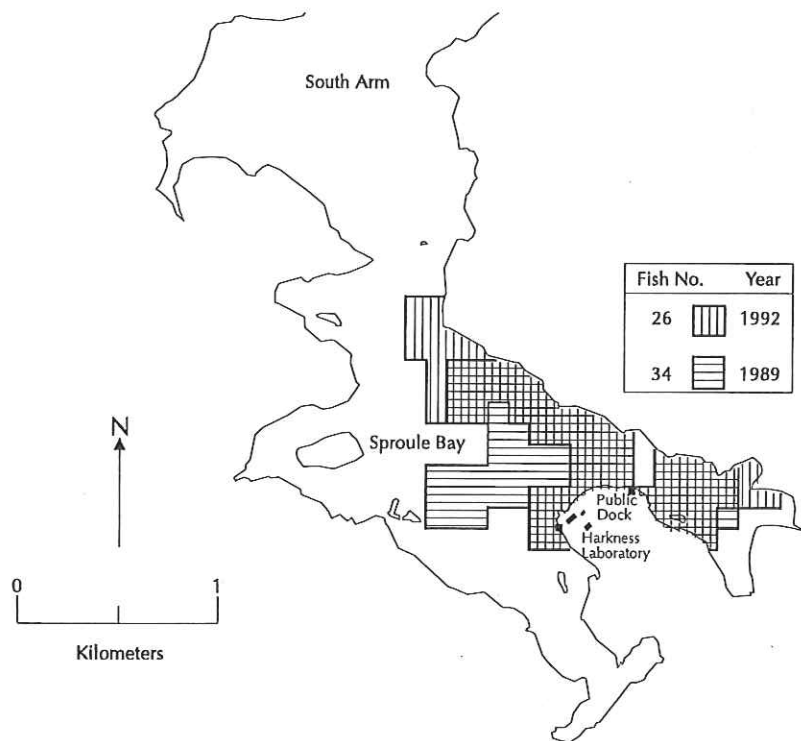 South Arm
Fish No. Year
26 1992
34 1989
N
Sproule Bay
Public
Dock
Harkness
Laboratory
0 1
Kilometers